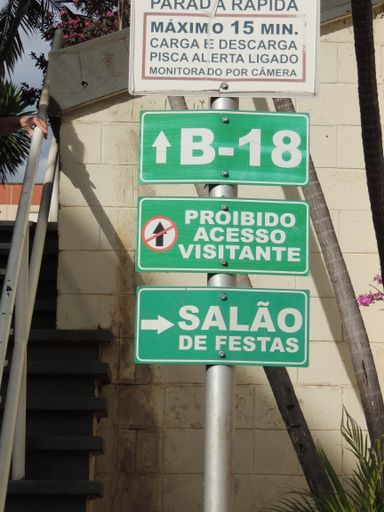 PARADA RÁPIDA
MÁXIMO 15 MIN.
CARGA E DESCARGA
PISCA ALERTA LIGADO
MONITORADO POR CÂMERA
B-18
PROIBIDO
ACESSO
VISITANTE
SALÃO
DE FESTAS